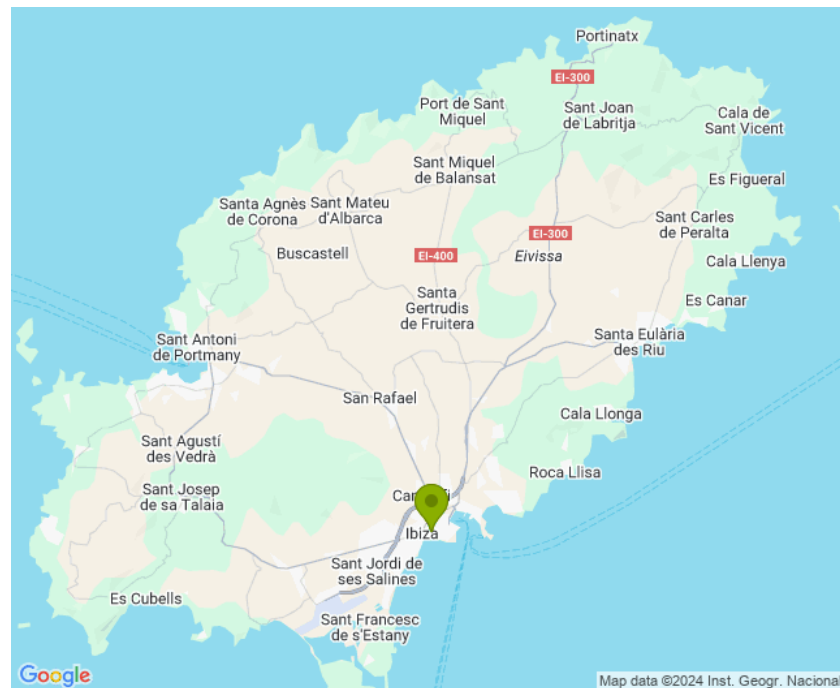 Portinatx
EI-300
Port de Sant
Miquel
Sant Joan
de Labritja
Cala de
Sant Vicent
Sant Miquel
de Balansat
Es Figueral
Santa Agnès
de Corona
Sant Mateu
d'Albarca
Sant Carles
de Peralta
EI-300
Buscastell
EI-400
Eivissa
Cala Llenya
Santa
Gertrudis
de Fruitera
Es Canar
Sant Antoni
de Portmany
Santa Eulària
des Riu
San Rafael
Cala Llonga
Sant Agustí
des Vedrà
Roca Llisa
Sant Josep
de sa Talaia
Ibiza
Sant Jordi de
ses Salines
Es Cubells
Sant Francesc
de s'Estany
Google
Map data ©2024 Inst. Geogr. Nacional